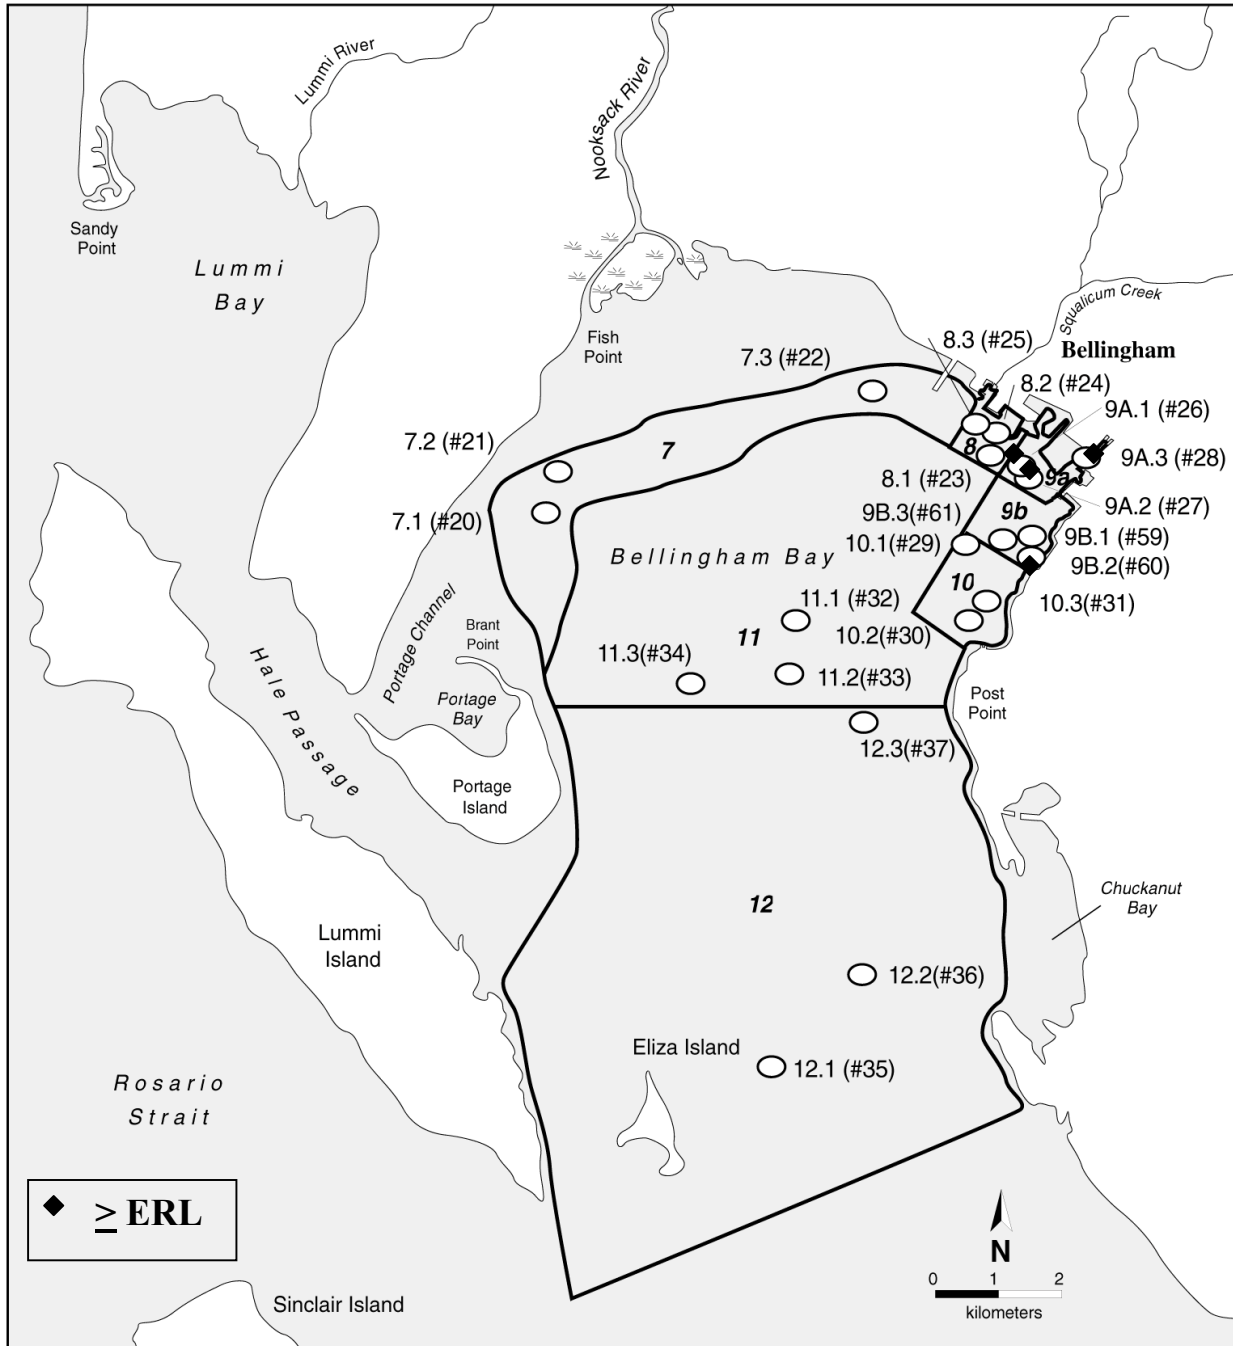 Lummi River
Nooksack River
Sandy
Point
Lummi
Bay
Squalicum Creek
Fish
Point
8.3 (#25)
Bellingham
7.3 (#22)
8.2 (#24)
9A.1 (#26)
7.2 (#21)
7
8
9A.3 (#28)
8.1 (#23)
9a
9A.2 (#27)
7.1 (#20)
9B.3(#61)
9b
9B.1 (#59)
10.1(#29)
Bellingham Bay
9B.2(#60)
10
10.3(#31)
11.1 (#32)
Portage Channel
Brant
Point
10.2(#30)
11
11.3(#34)
11.2(#33)
Hale Passage
Portage
Bay
Post
Point
12.3(#37)
Portage
Island
Chuckanut
Bay
12
Lummi
Island
12.2(#36)
Eliza Island
12.1 (#35)
Rosario
Strait
≥ ERL
N
0 1 2
kilometers
Sinclair Island